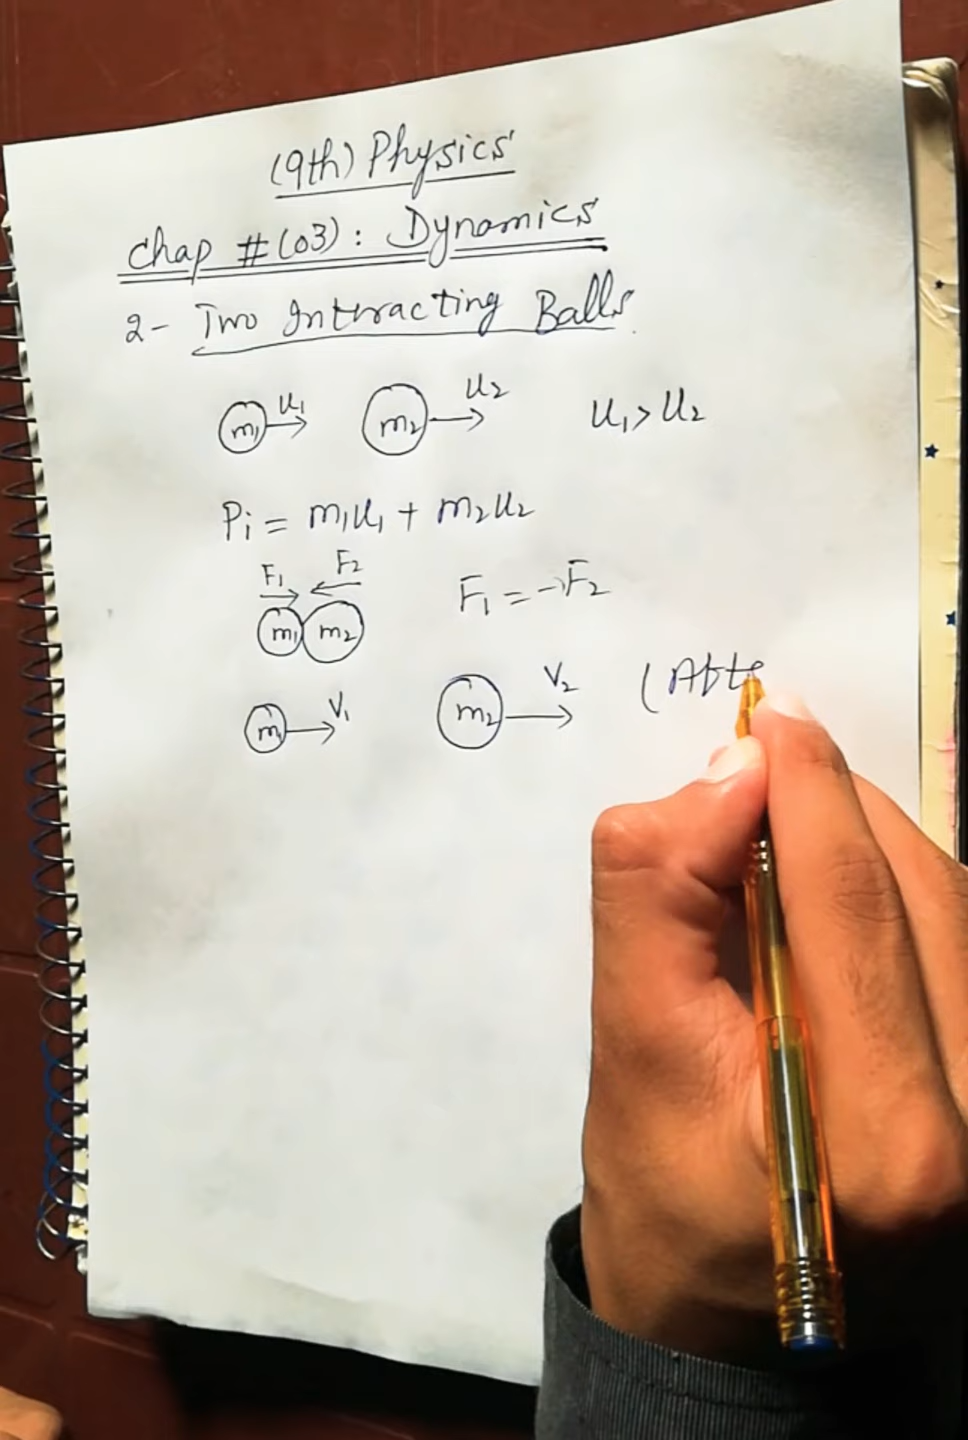 (9th) Physics
Chap # (03): Dynamics
2- Two Interacting Balls.
m1 u1 m2 u2 u1 > u2
Pi = m1u1 + m2u2
F1 F2
m1 m2 F1 = -F2
m1 V1 m2 V2 (Afte